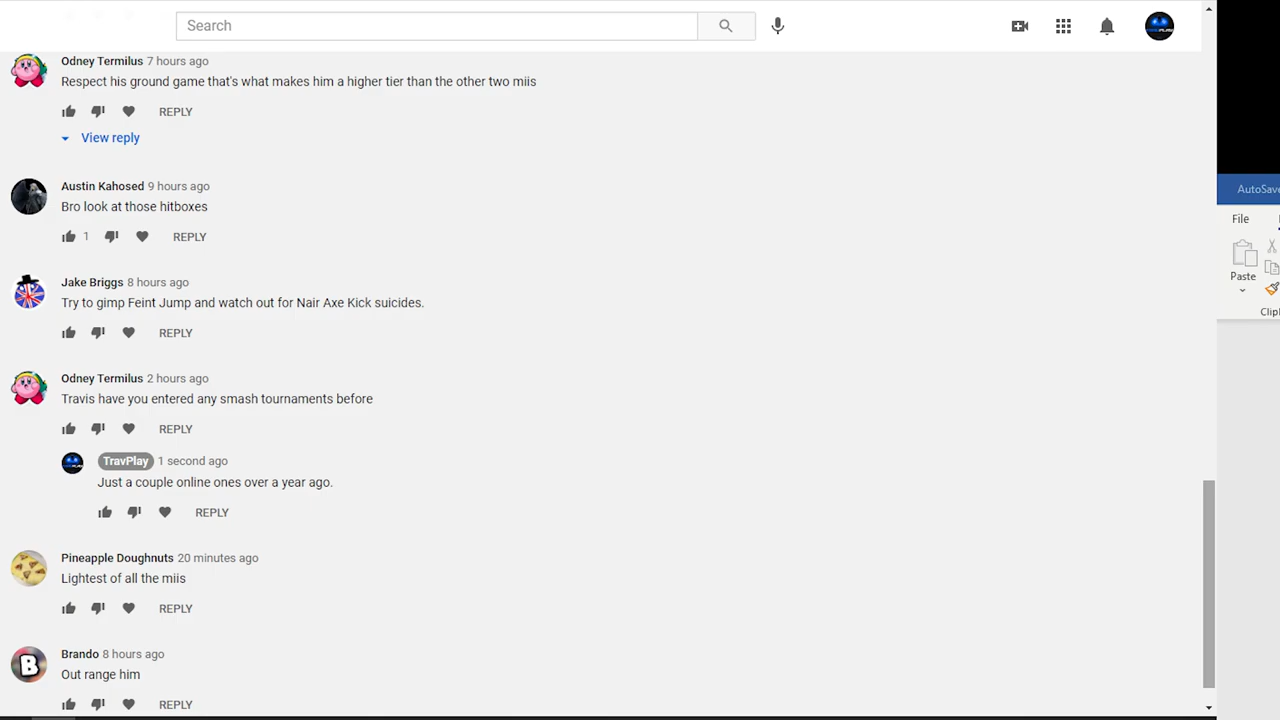 Search
Odney Termilus 7 hours ago
Respect his ground game that's what makes him a higher tier than the other two miis
REPLY
View reply
Austin Kahosed 9 hours ago
Bro look at those hitboxes
1 REPLY
Jake Briggs 8 hours ago
Try to gimp Feint Jump and watch out for Nair Axe Kick suicides.
REPLY
Odney Termilus 2 hours ago
Travis have you entered any smash tournaments before
REPLY
TravPlay 1 second ago
Just a couple online ones over a year ago.
REPLY
Pineapple Doughnuts 20 minutes ago
Lightest of all the miis
REPLY
Brando 8 hours ago
Out range him
REPLY
AutoSave
File
Paste
Clip